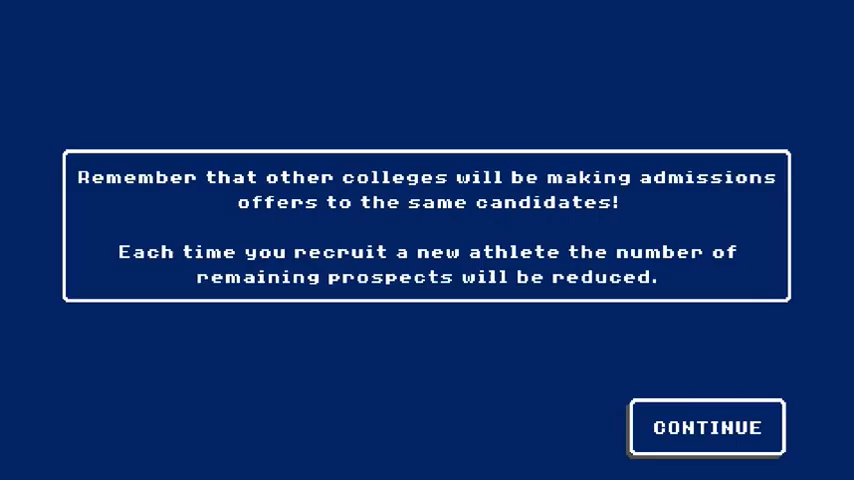 Remember that other colleges will be making admissions
offers to the same candidates!
Each time you recruit a new athlete the number of
remaining prospects will be reduced.
CONTINUE